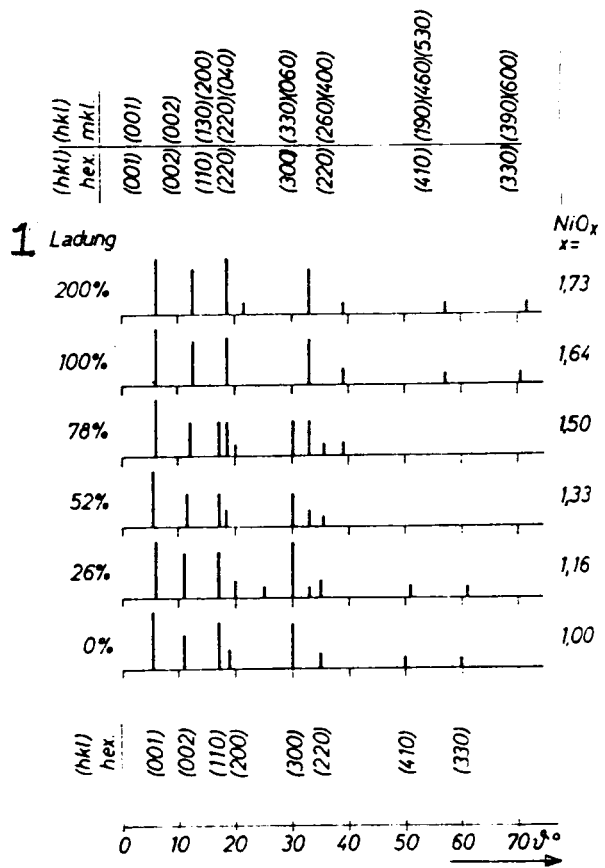 (hkl) mkl. (001) (002) (130)(200) (220)(040) (330)(060) (260)(400) (190)(460)(530) (390)(600)
(hkl) hex. (001) (002) (110) (220) (300) (220) (410) (330)
1 Ladung NiOx x=
200% 1,73
100% 1,64
78% 1,50
52% 1,33
26% 1,16
0% 1,00
(hkl) hex. (001) (002) (110) (200) (300) (220) (410) (330)
0 10 20 30 40 50 60 70 ϑ°